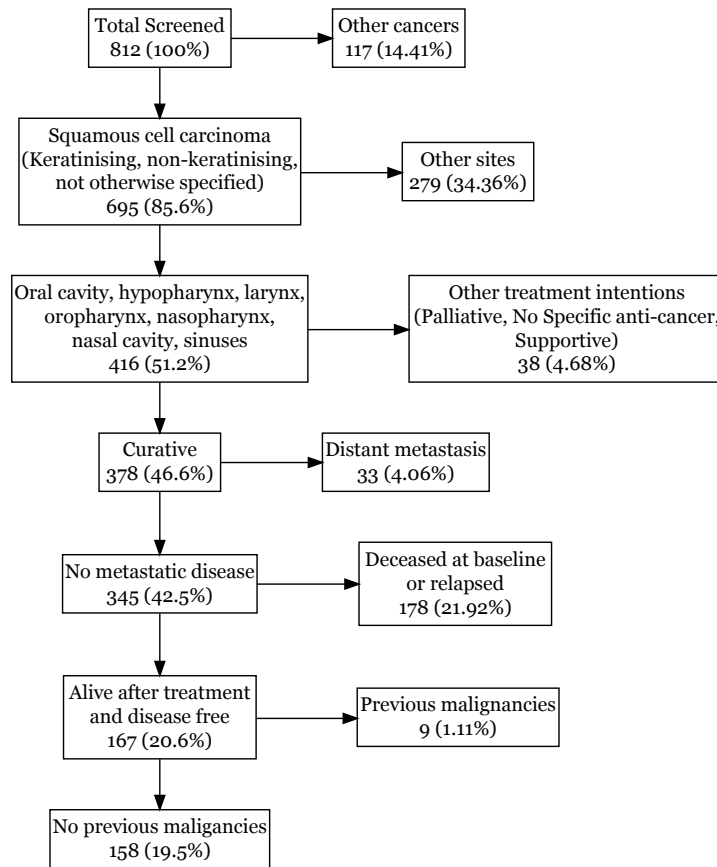 Total Screened
812 (100%)
Other cancers
117 (14.41%)
Squamous cell carcinoma
(Keratinising, non-keratinising,
not otherwise specified)
695 (85.6%)
Other sites
279 (34.36%)
Oral cavity, hypopharynx, larynx,
oropharynx, nasopharynx,
nasal cavity, sinuses
416 (51.2%)
Other treatment intentions
(Palliative, No Specific anti-cancer,
Supportive)
38 (4.68%)
Curative
378 (46.6%)
Distant metastasis
33 (4.06%)
No metastatic disease
345 (42.5%)
Deceased at baseline
or relapsed
178 (21.92%)
Alive after treatment
and disease free
167 (20.6%)
Previous malignancies
9 (1.11%)
No previous maligancies
158 (19.5%)